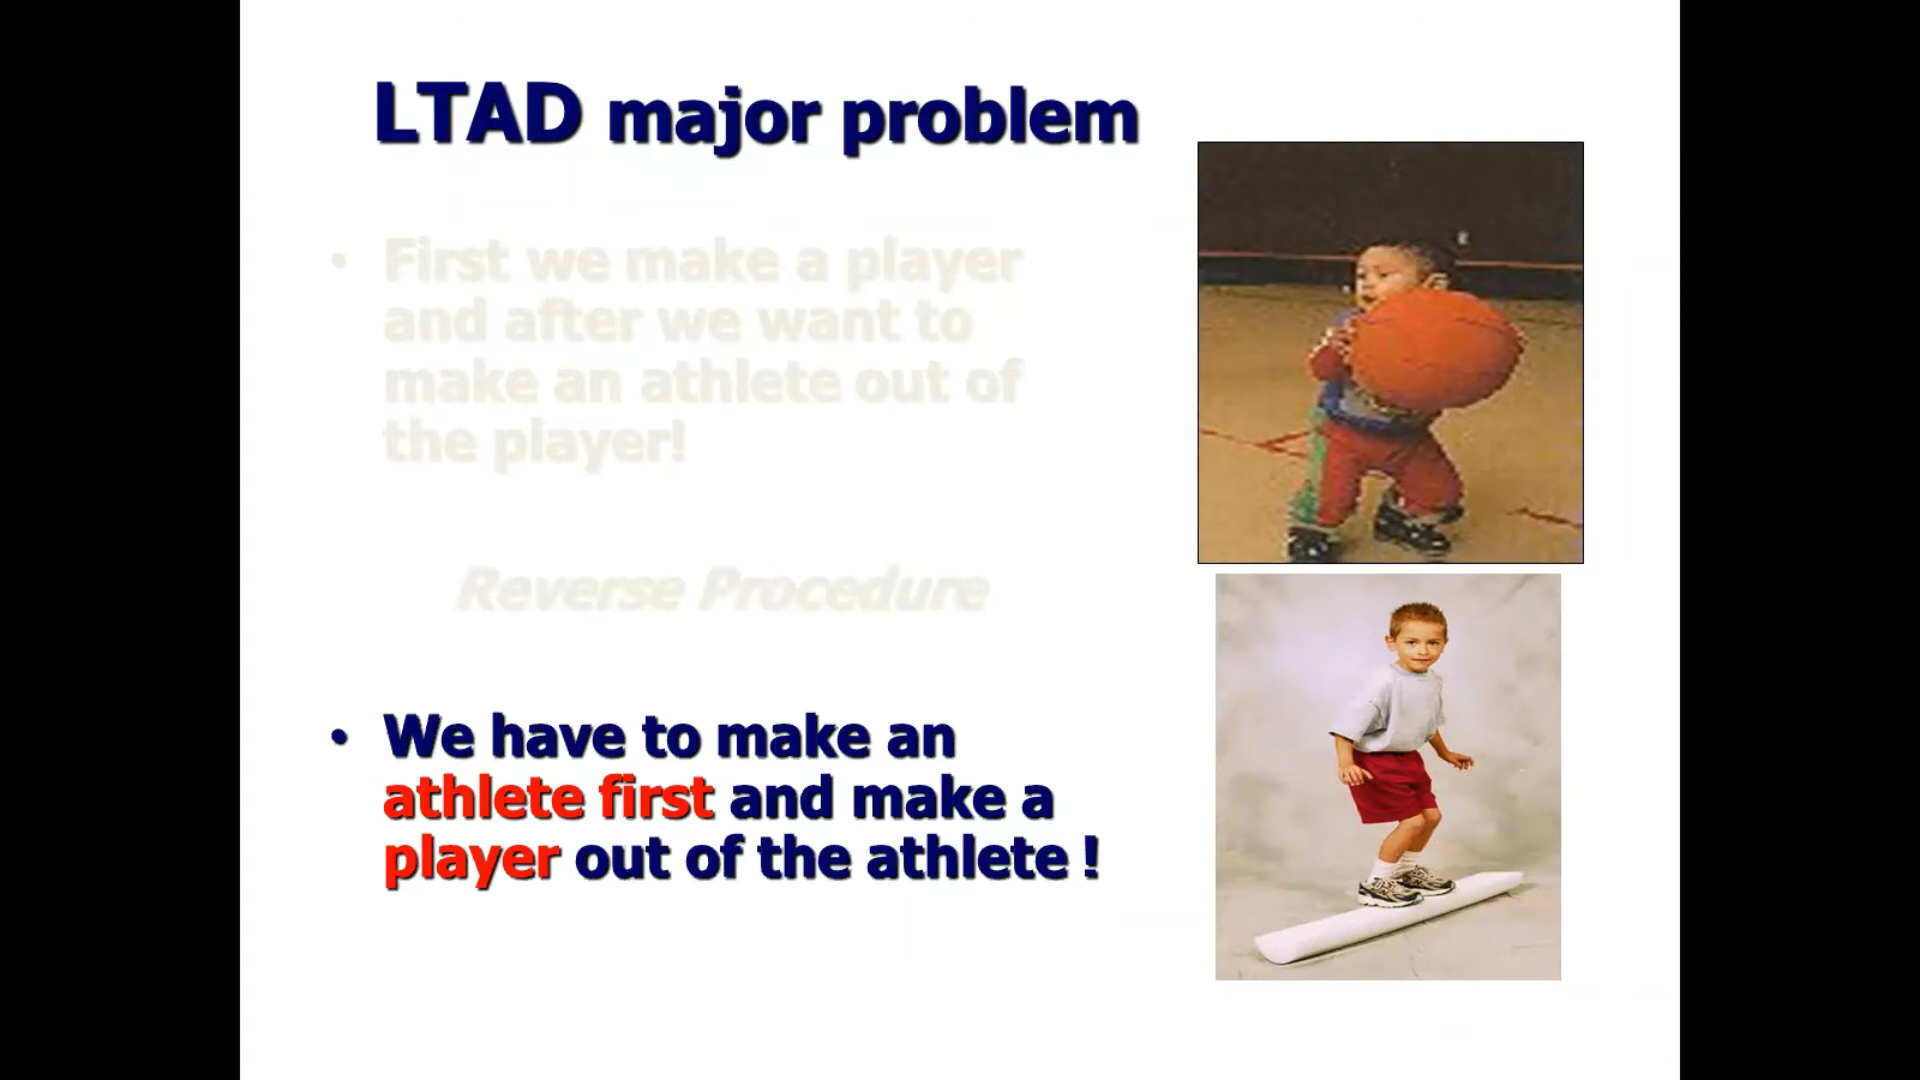 LTAD major problem
• First we make a player
and after we want to
make an athlete out of
the player!
Reverse Procedure
• We have to make an
athlete first and make a
player out of the athlete !